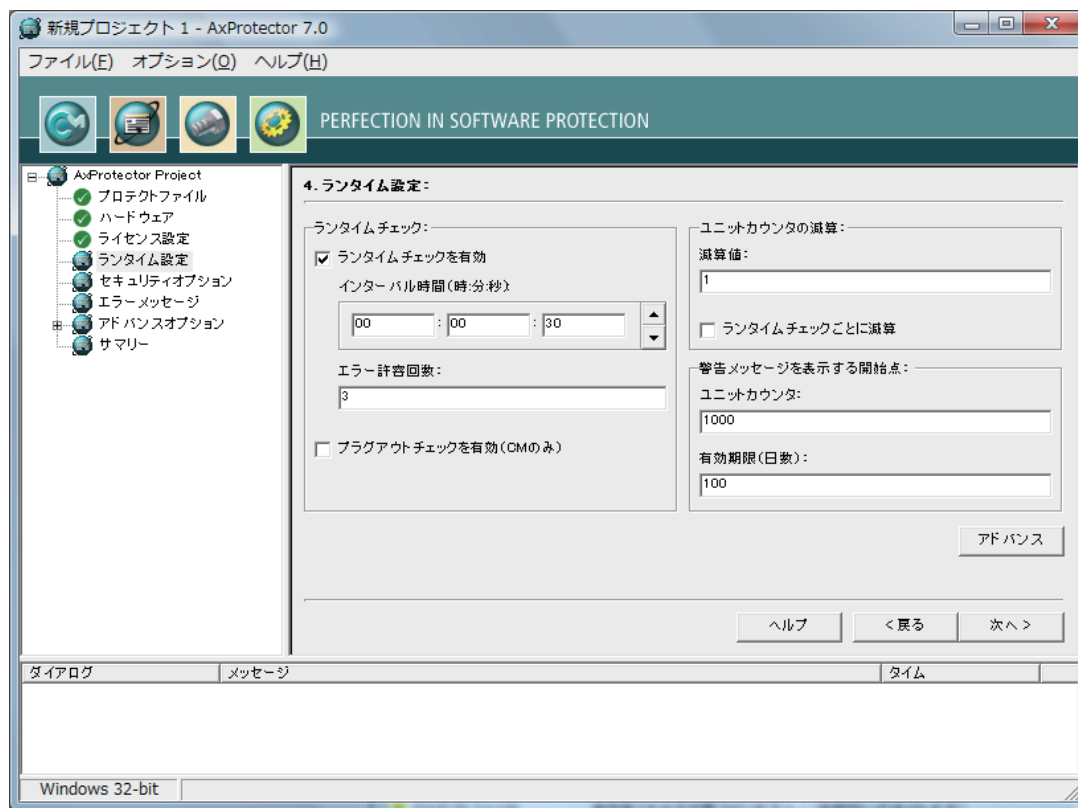 新規プロジェクト 1 - AxProtector 7.0
ファイル(F) オプション(O) ヘルプ(H)
PERFECTION IN SOFTWARE PROTECTION
AxProtector Project
プロテクトファイル
ハードウェア
ライセンス設定
ランタイム設定
セキュリティオプション
エラーメッセージ
アドバンスオプション
サマリー
4.ランタイム設定:
ランタイムチェック:
ランタイムチェックを有効
インターバル時間(時:分:秒)
00 : 00 : 30
エラー許容回数:
3
プラグアウトチェックを有効(CMのみ)
ユニットカウンタの減算:
減算値:
1
ランタイムチェックごとに減算
警告メッセージを表示する開始点:
ユニットカウンタ:
1000
有効期限(日数):
100
アドバンス
ヘルプ
<戻る
次へ>
ダイアログ メッセージ タイム
Windows 32-bit